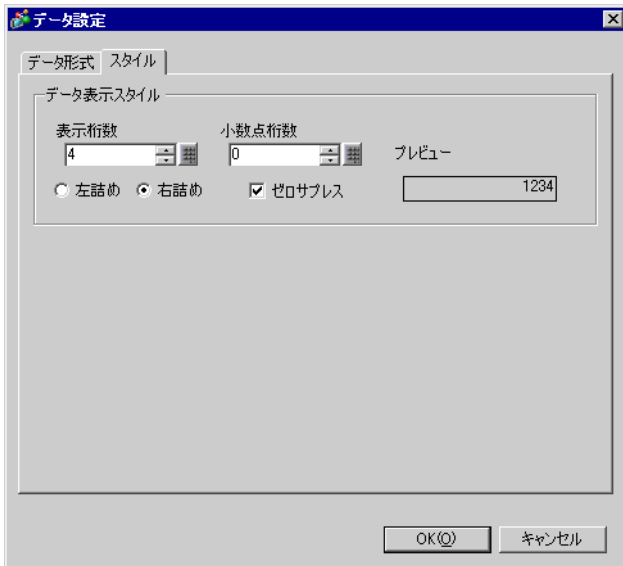 データ設定
データ形式 スタイル
データ表示スタイル
表示桁数 小数点桁数
4 0 プレビュー
左詰め 右詰め ゼロサプレス 1234
OK(O) キャンセル